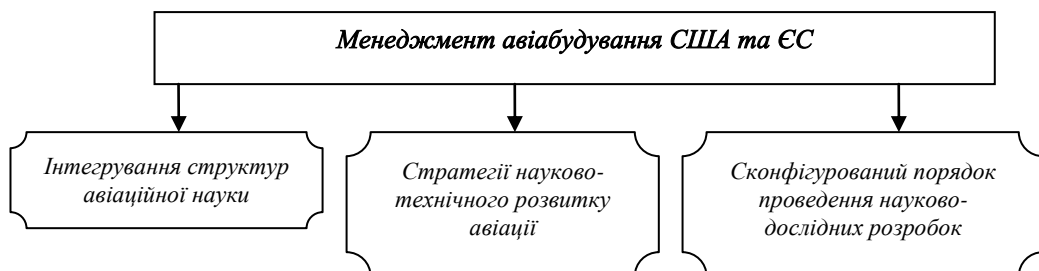 Менеджмент авіабудування США та ЄС
Інтегрування структур
авіаційної науки
Стратегії науково-
технічного розвитку
авіації
Сконфігурований порядок
проведення науково-
дослідних розробок